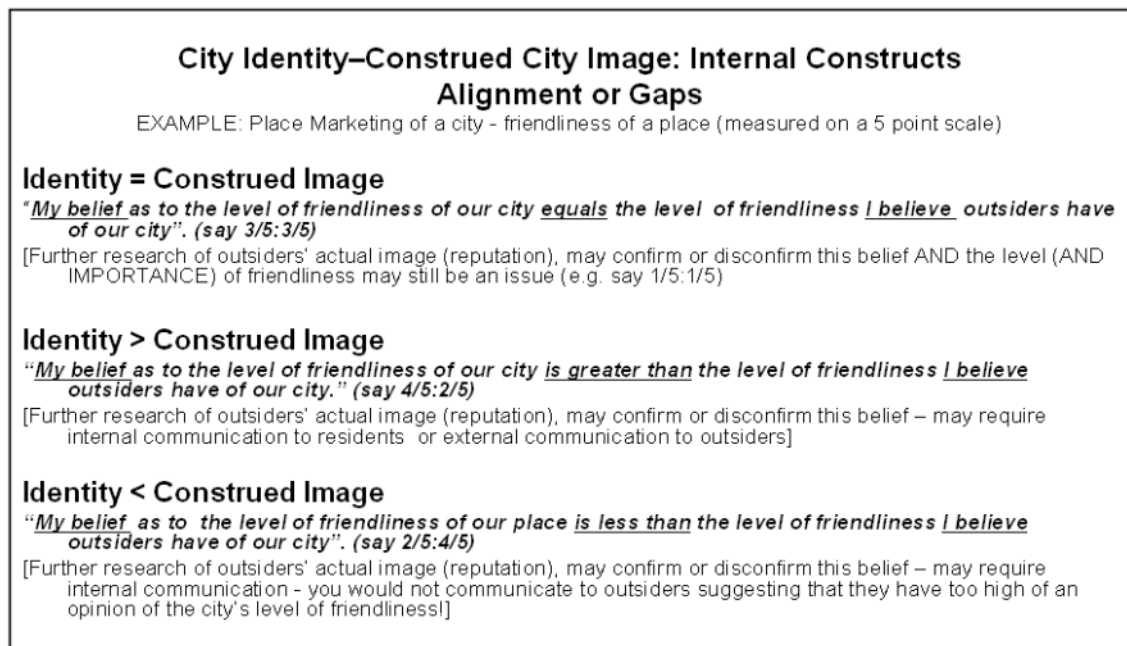 City Identity–Construed City Image: Internal Constructs
Alignment or Gaps
EXAMPLE: Place Marketing of a city - friendliness of a place (measured on a 5 point scale)
Identity = Construed Image
“My belief as to the level of friendliness of our city equals the level of friendliness I believe outsiders have
of our city”. (say 3/5:3/5)
[Further research of outsiders’ actual image (reputation), may confirm or disconfirm this belief AND the level (AND
IMPORTANCE) of friendliness may still be an issue (e.g. say 1/5:1/5)
Identity > Construed Image
“My belief as to the level of friendliness of our city is greater than the level of friendliness I believe
outsiders have of our city.” (say 4/5:2/5)
[Further research of outsiders’ actual image (reputation), may confirm or disconfirm this belief – may require
internal communication to residents or external communication to outsiders]
Identity < Construed Image
“My belief as to the level of friendliness of our place is less than the level of friendliness I believe
outsiders have of our city”. (say 2/5:4/5)
[Further research of outsiders’ actual image (reputation), may confirm or disconfirm this belief – may require
internal communication - you would not communicate to outsiders suggesting that they have too high of an
opinion of the city’s level of friendliness!]